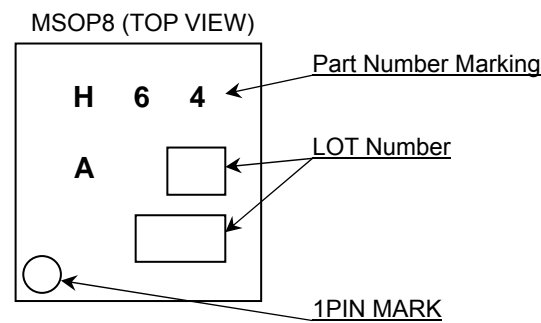 MSOP8 (TOP VIEW)
Part Number Marking
H 6 4
LOT Number
A
1PIN MARK